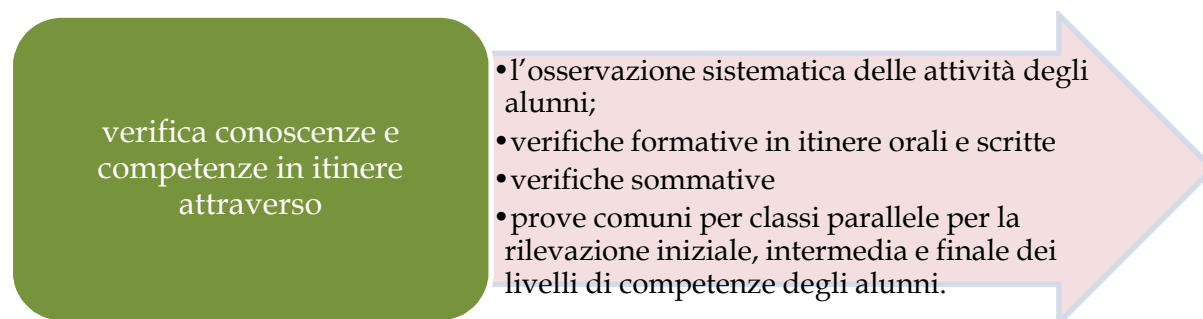 verifica conoscenze e
competenze in itinere
attraverso
•l’osservazione sistematica delle attività degli
alunni;
•verifiche formative in itinere orali e scritte
•verifiche sommative
•prove comuni per classi parallele per la
rilevazione iniziale, intermedia e finale dei
livelli di competenze degli alunni.